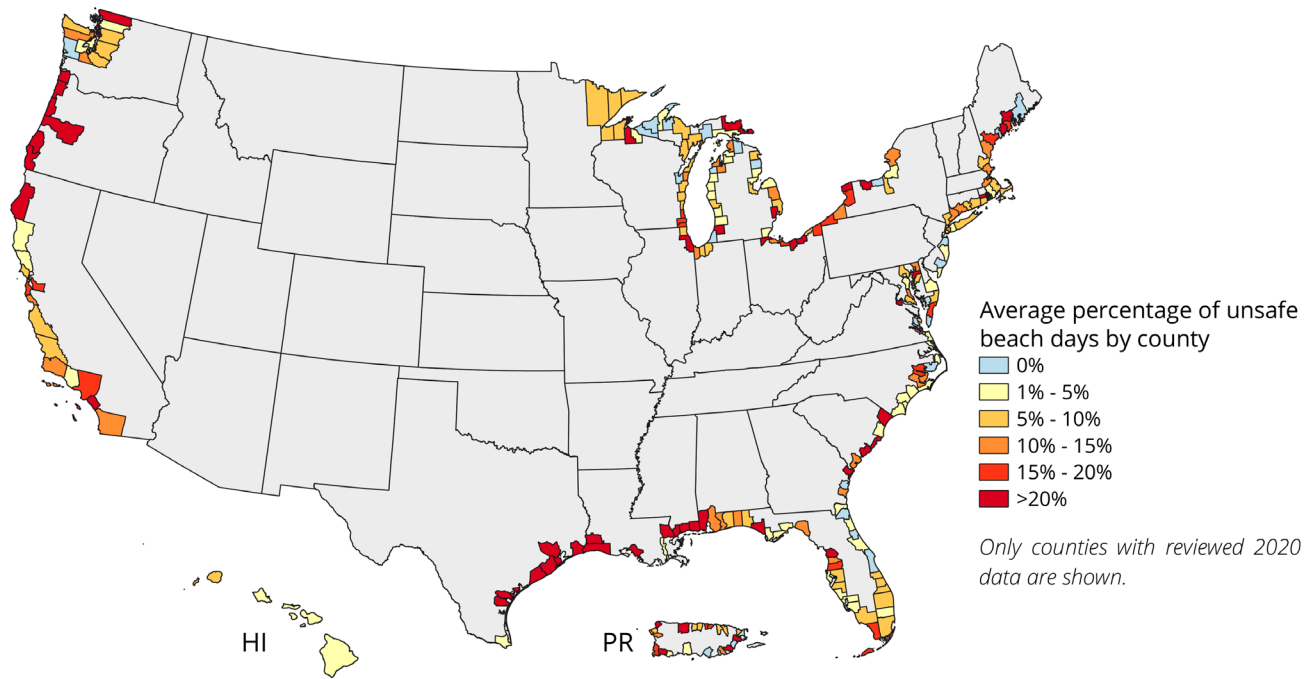 Average percentage of unsafe
beach days by county
0%
1% - 5%
5% - 10%
10% - 15%
15% - 20%
>20%
Only counties with reviewed 2020
data are shown.
HI
PR